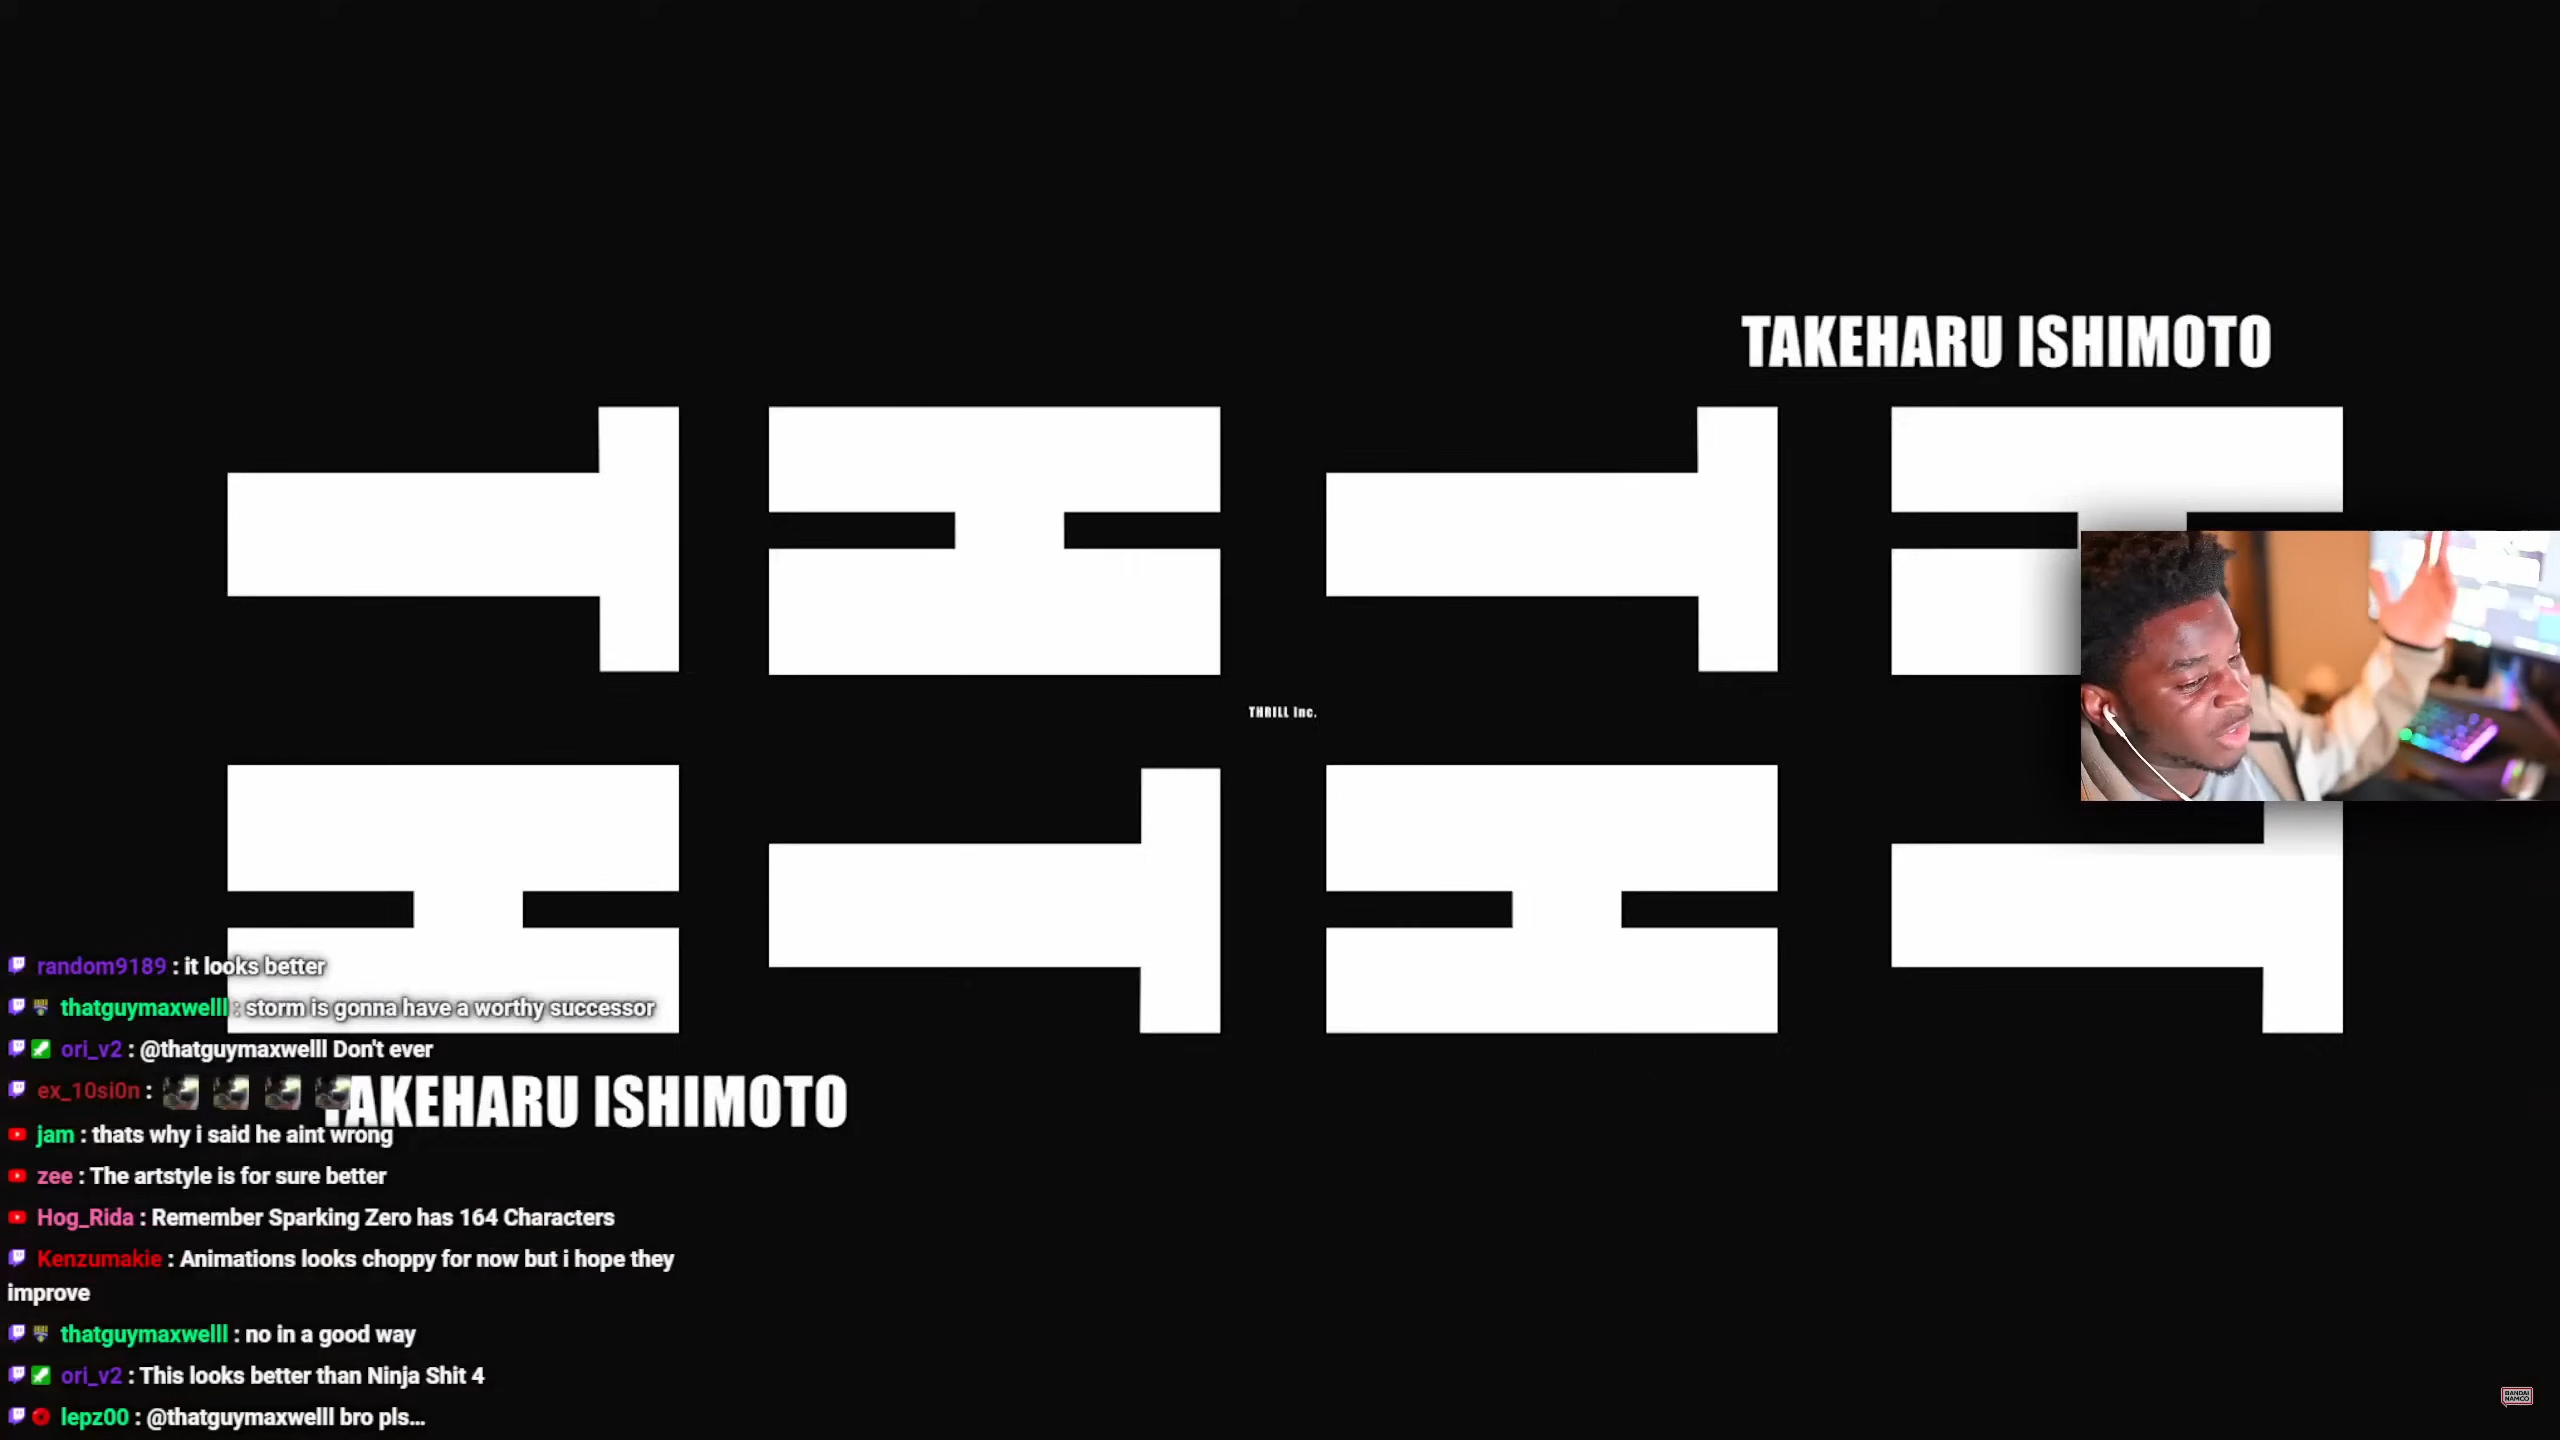 TAKEHARU ISHIMOTO
T H T H
THRILL Inc.
H T H T
random9189 : it looks better
thatguymaxwelll : storm is gonna have a worthy successor
ori_v2 : @thatguymaxwelll Don't ever
ex_10si0n :
TAKEHARU ISHIMOTO
jam : thats why i said he aint wrong
zee : The artstyle is for sure better
Hog_Rida : Remember Sparking Zero has 164 Characters
Kenzumakie : Animations looks choppy for now but i hope they
improve
thatguymaxwelll : no in a good way
ori_v2 : This looks better than Ninja Shit 4
lepz00 : @thatguymaxwelll bro pls...
BANDAI
NAMCO